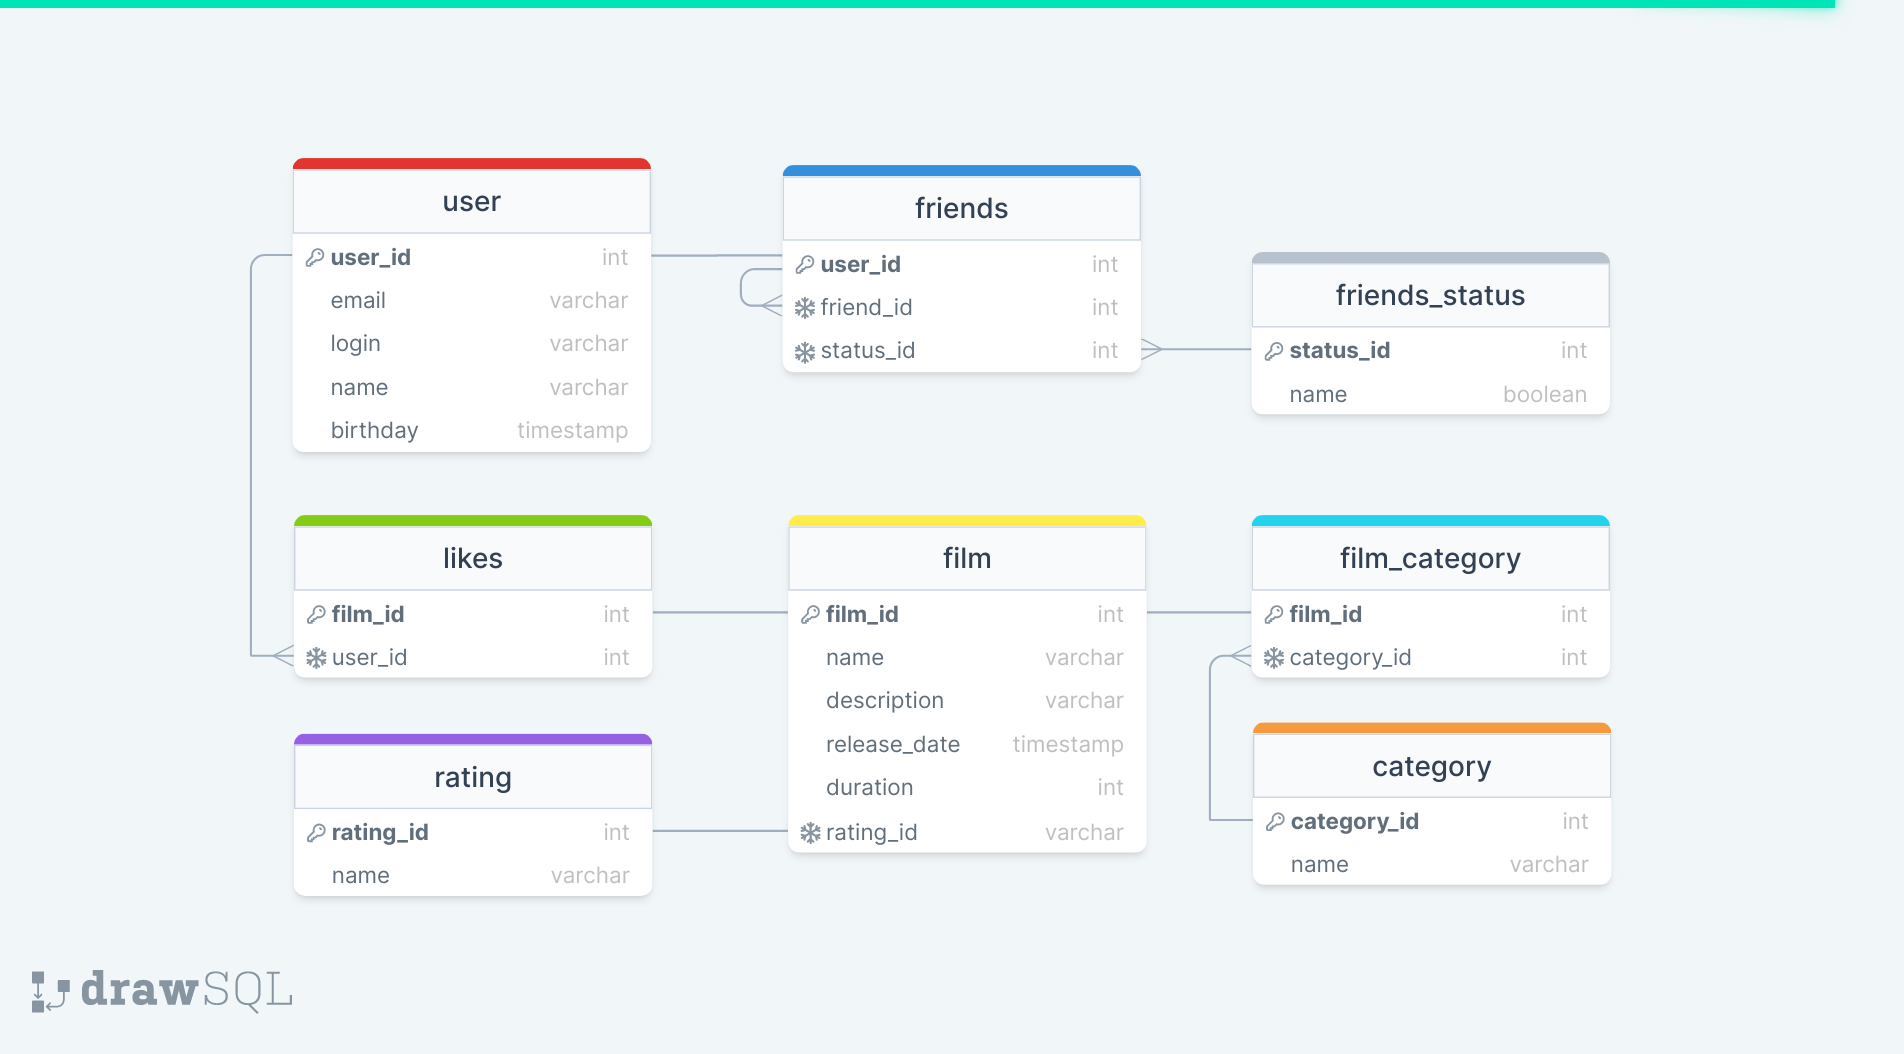 user
user_id int
email varchar
login varchar
name varchar
birthday timestamp
friends
user_id int
friend_id int
status_id int
friends_status
status_id int
name boolean
likes
film_id int
user_id int
film
film_id int
name varchar
description varchar
release_date timestamp
duration int
rating_id varchar
film_category
film_id int
category_id int
rating
rating_id int
name varchar
category
category_id int
name varchar
drawSQL